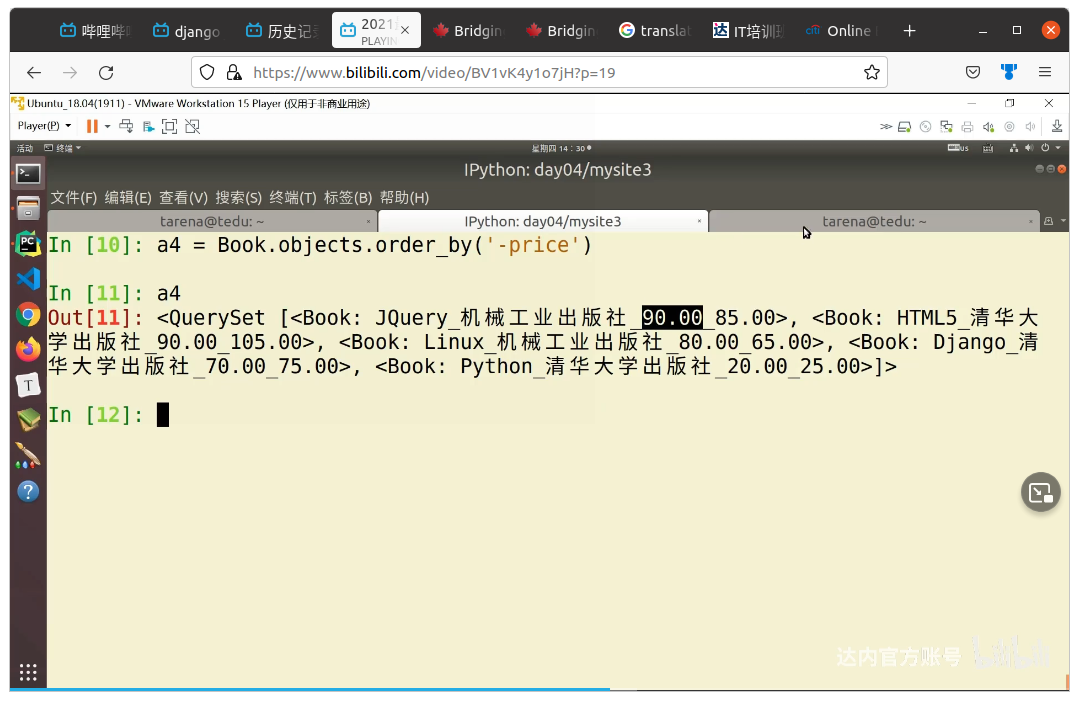 哔哩哔哩
django
历史记录
2021
PLAYIN
Bridgin
Bridgin
translat
达 IT培训班
citi Online
https://www.bilibili.com/video/BV1vK4y1o7jH?p=19
Ubuntu_18.04(1911) - VMware Workstation 15 Player (仅用于非商业用途)
Player(P)
活动 终端 星期四 14：30 us
IPython: day04/mysite3
文件(F) 编辑(E) 查看(V) 搜索(S) 终端(T) 标签(B) 帮助(H)
tarena@tedu: ~ IPython: day04/mysite3 tarena@tedu: ~
PC
In [10]: a4 = Book.objects.order_by('-price')
In [11]: a4
Out[11]: <QuerySet [<Book: JQuery_机械工业出版社_90.00_85.00>, <Book: HTML5_清华大
学出版社_90.00_105.00>, <Book: Linux_机械工业出版社_80.00_65.00>, <Book: Django_清
华大学出版社_70.00_75.00>, <Book: Python_清华大学出版社_20.00_25.00>]>
T
In [12]:
?
达内官方账号 bilibili